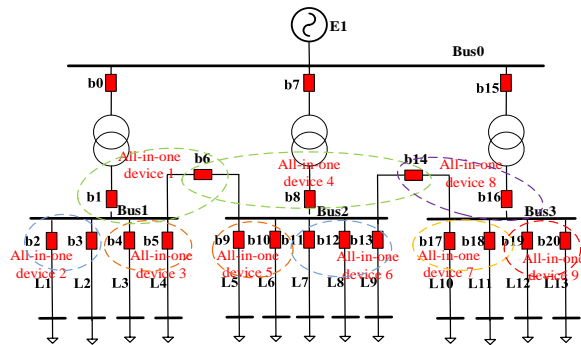 E1
Bus0
b0
b7
b15
All-in-one
device 1
b6
All-in-one
device 4
b14
All-in-one
device 8
b1
b8
b16
Bus1
Bus2
Bus3
b2
b3
b4
b5
b9
b10
b11
b12
b13
b17
b18
b19
b20
All-in-one
device 2
All-in-one
device 3
All-in-one
device 5
All-in-one
device 6
All-in-one
device 7
All-in-one
device 9
L1
L2
L3
L4
L5
L6
L7
L8
L9
L10
L11
L12
L13